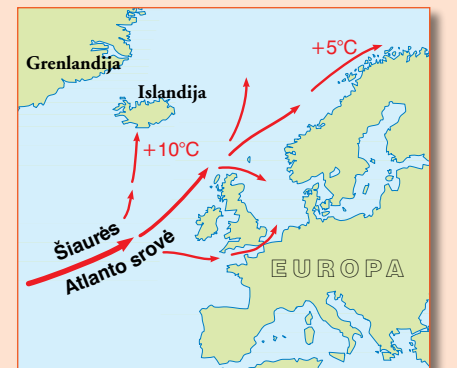 +5°C
Grenlandija
Islandija
+10°C
Šiaurės
Atlanto srovė
EUROPA